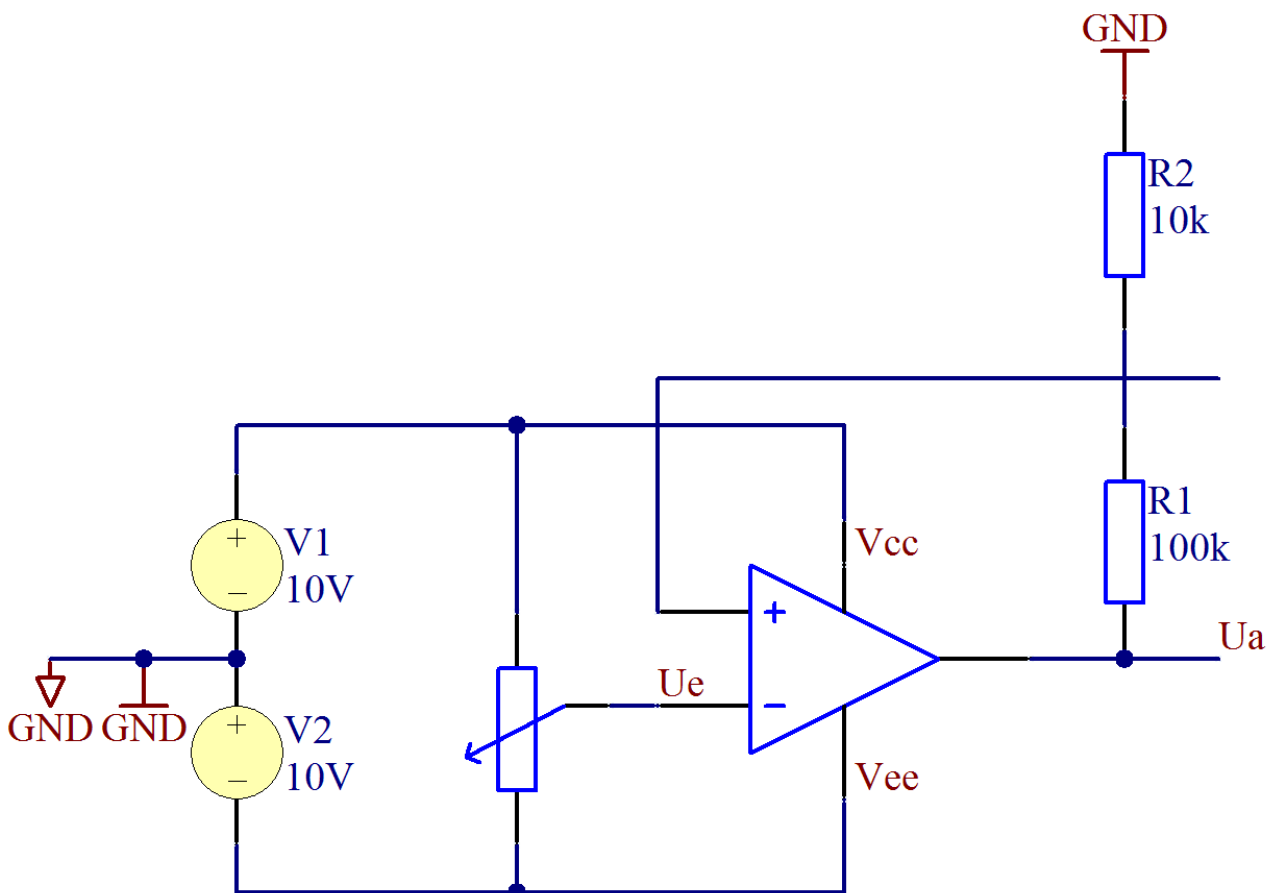 GND
R2
10k
R1
100k
V1
10V
Vcc
+
Ua
Ue
-
GND GND
V2
10V
Vee